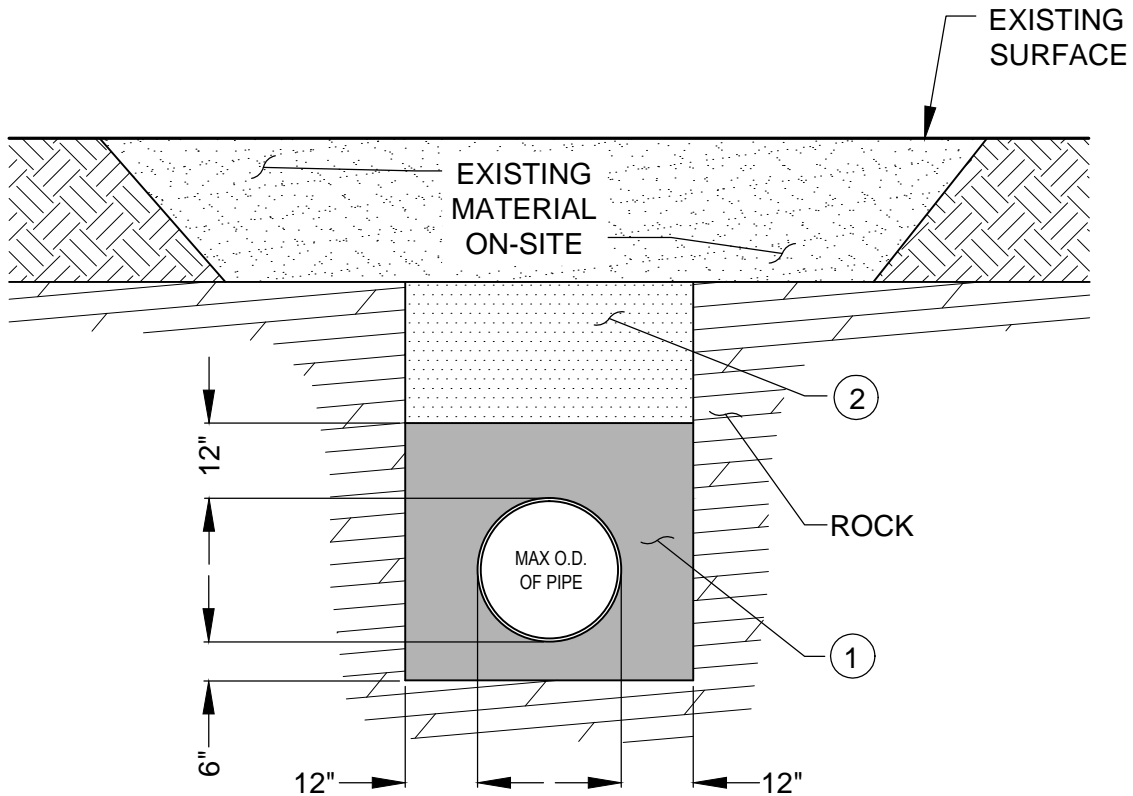 EXISTING
SURFACE
EXISTING
MATERIAL
ON-SITE
2
12"
ROCK
MAX O.D.
OF PIPE
1
6"
12"
12"